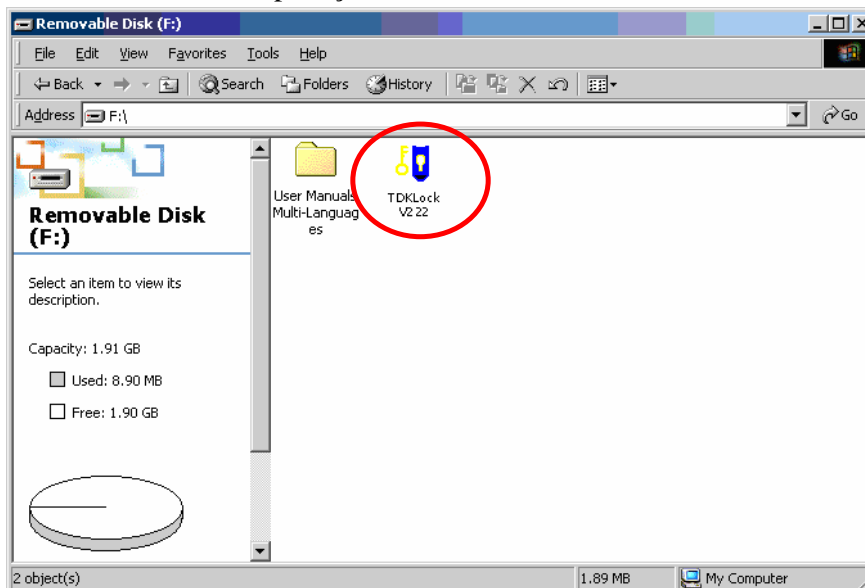 Removable Disk (F:)
File Edit View Favorites Tools Help
Back Search Folders History
Address F:\ Go
Removable Disk
(F:)
Select an item to view its
description.
Capacity: 1.91 GB
Used: 8.90 MB
Free: 1.90 GB
User Manuals
Multi-Languag
es
TDKLock
V2 22
2 object(s) 1.89 MB My Computer